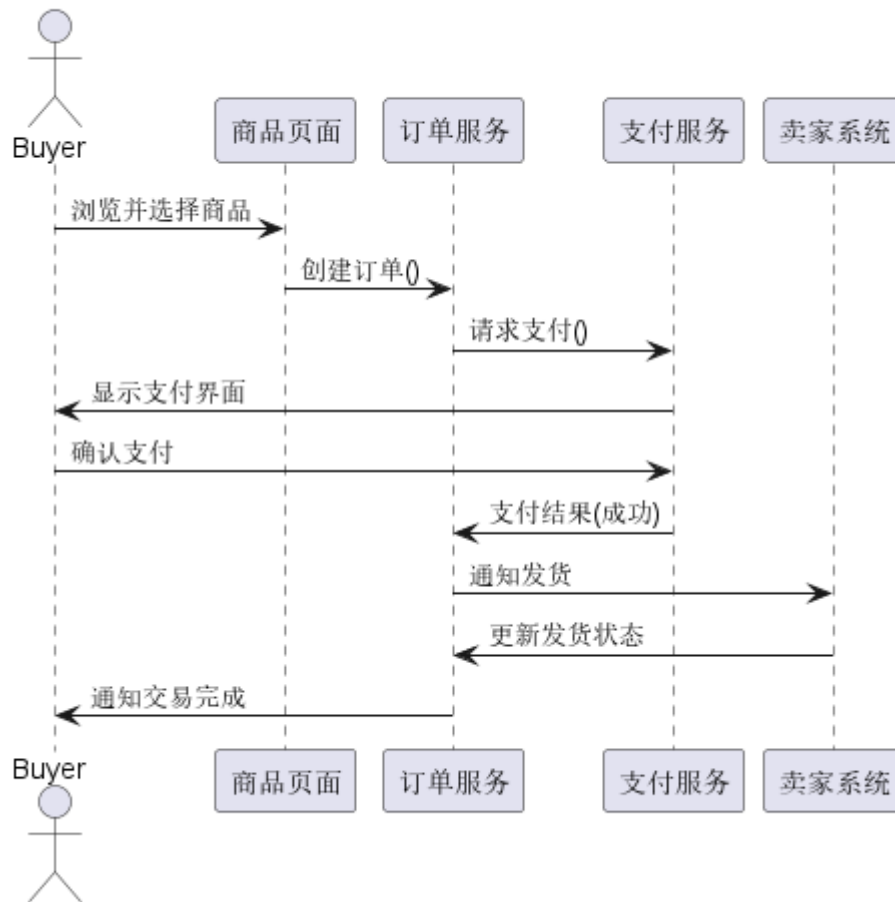 Buyer
商品页面
订单服务
支付服务
卖家系统
浏览并选择商品
创建订单()
请求支付()
显示支付界面
确认支付
支付结果(成功)
通知发货
更新发货状态
通知交易完成
Buyer
商品页面
订单服务
支付服务
卖家系统